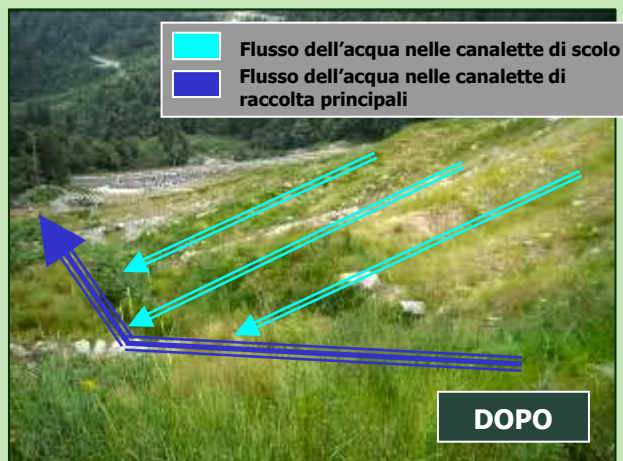 Flusso dell'acqua nelle canalette di scolo
Flusso dell'acqua nelle canalette di
raccolta principali
DOPO